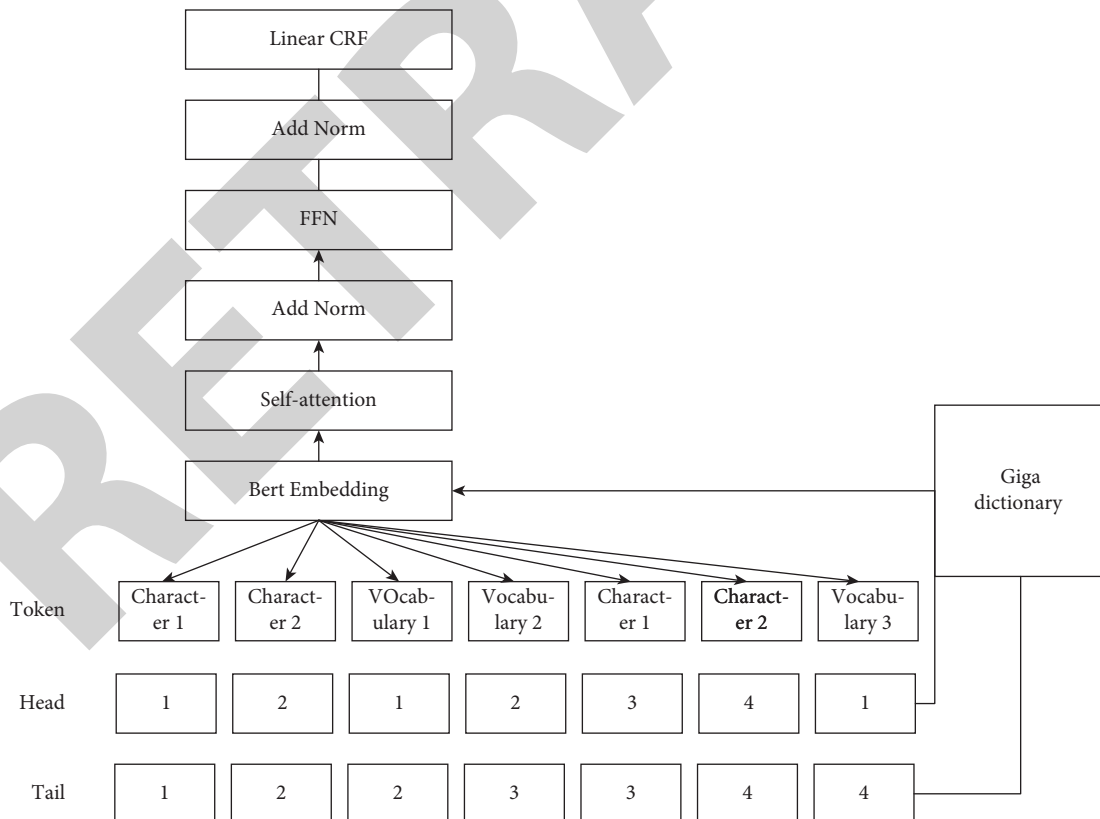 Linear CRF
Add Norm
FFN
Add Norm
Self-attention
Bert Embedding
Giga
dictionary
Token
Charact-
er 1
Charact-
er 2
VOcab-
ulary 1
Vocabu-
lary 2
Charact-
er 1
Charact-
er 2
Vocabu-
lary 3
Head
1
2
1
2
3
4
1
Tail
1
2
2
3
3
4
4
RETRA